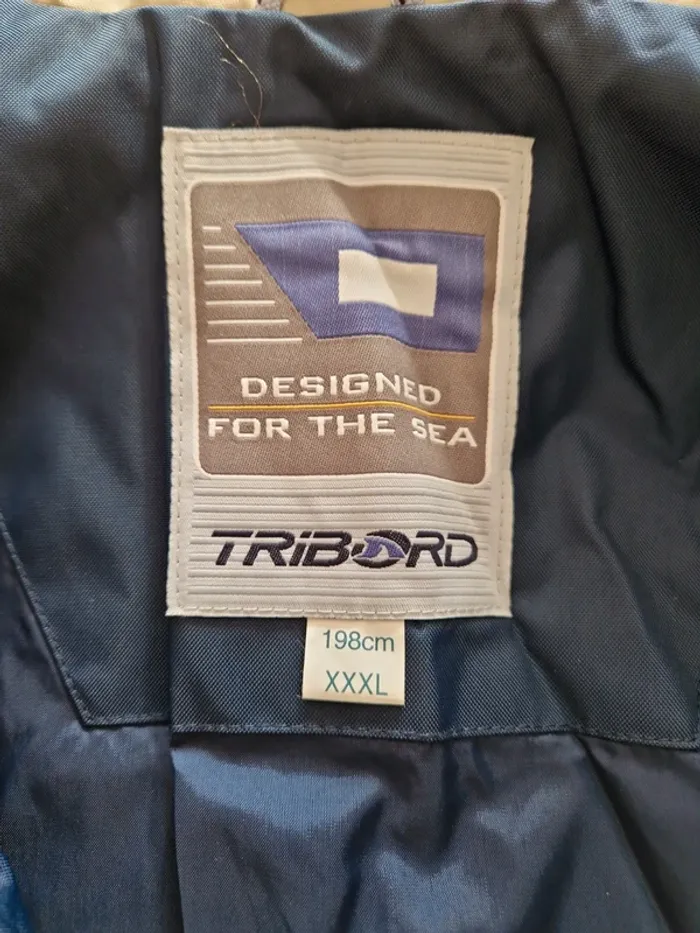 DESIGNED
FOR THE SEA
TRIBORD
198cm
XXXL